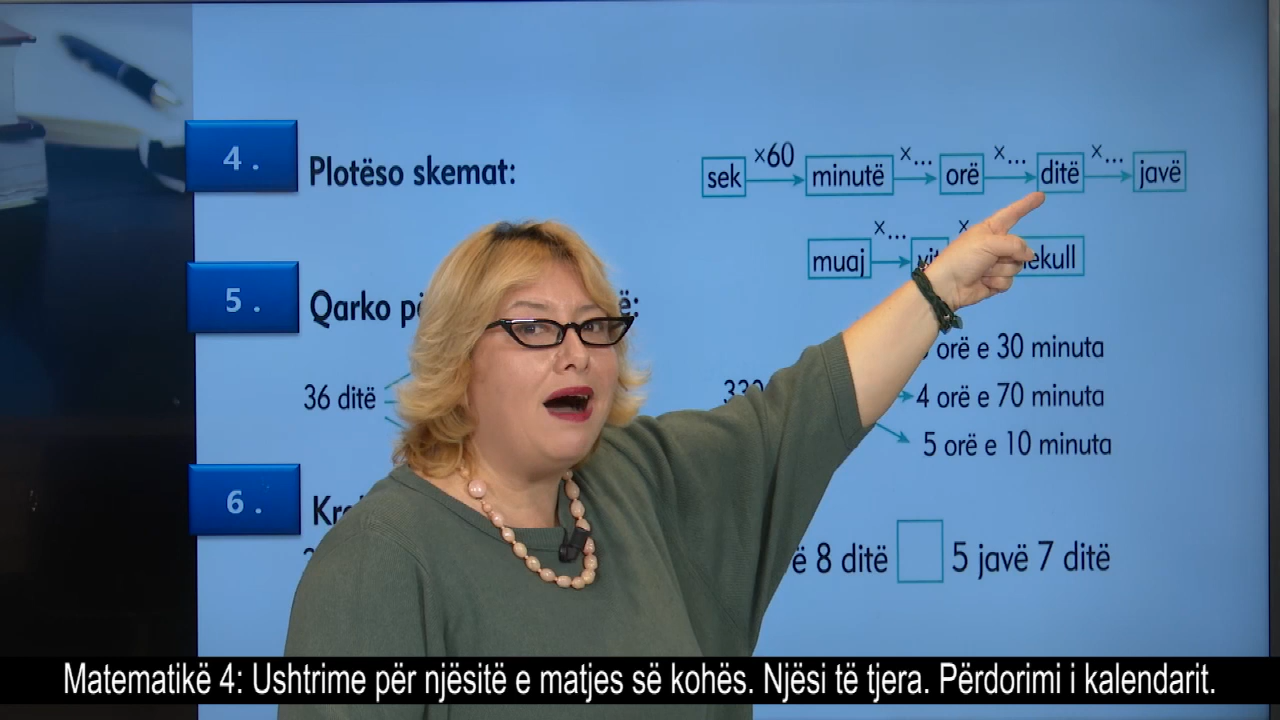 4 .
Plotëso skemat:
×60 ×... ×... ×...
sek minutë orë ditë javë
×...
muaj
5 .
Qarko
orë e 30 minuta
36 ditë
4 orë e 70 minuta
5 orë e 10 minuta
6 .
8 ditë 5 javë 7 ditë
Matematikë 4: Ushtrime për njësitë e matjes së kohës. Njësi të tjera. Përdorimi i kalendarit.